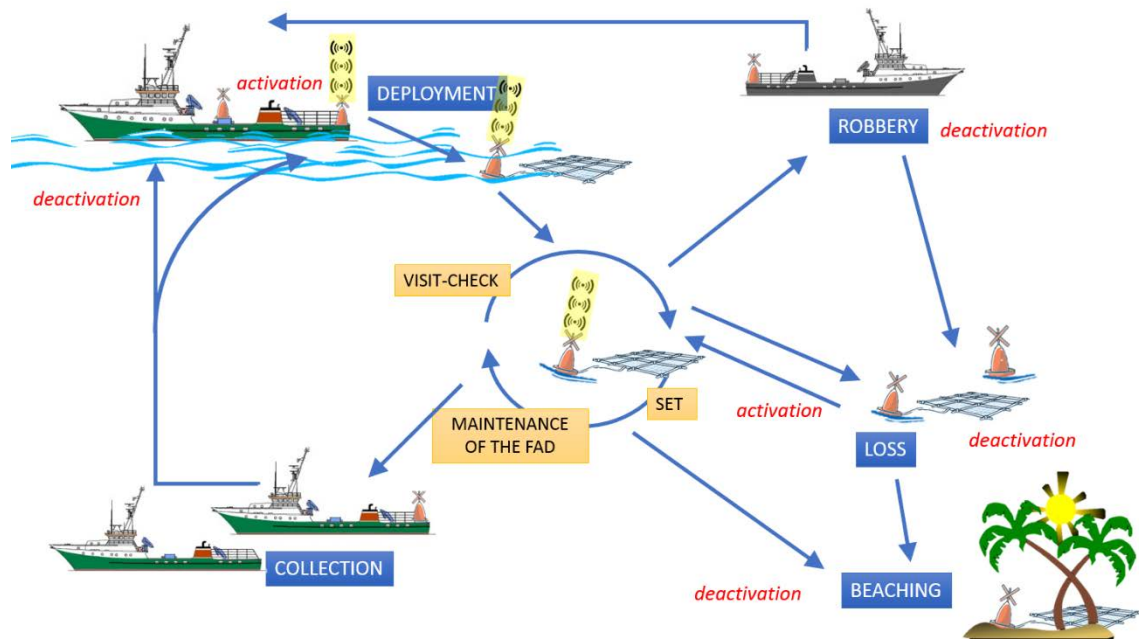 activation
DEPLOYMENT
ROBBERY
deactivation
deactivation
VISIT-CHECK
SET
MAINTENANCE
OF THE FAD
activation
LOSS
deactivation
COLLECTION
deactivation
BEACHING